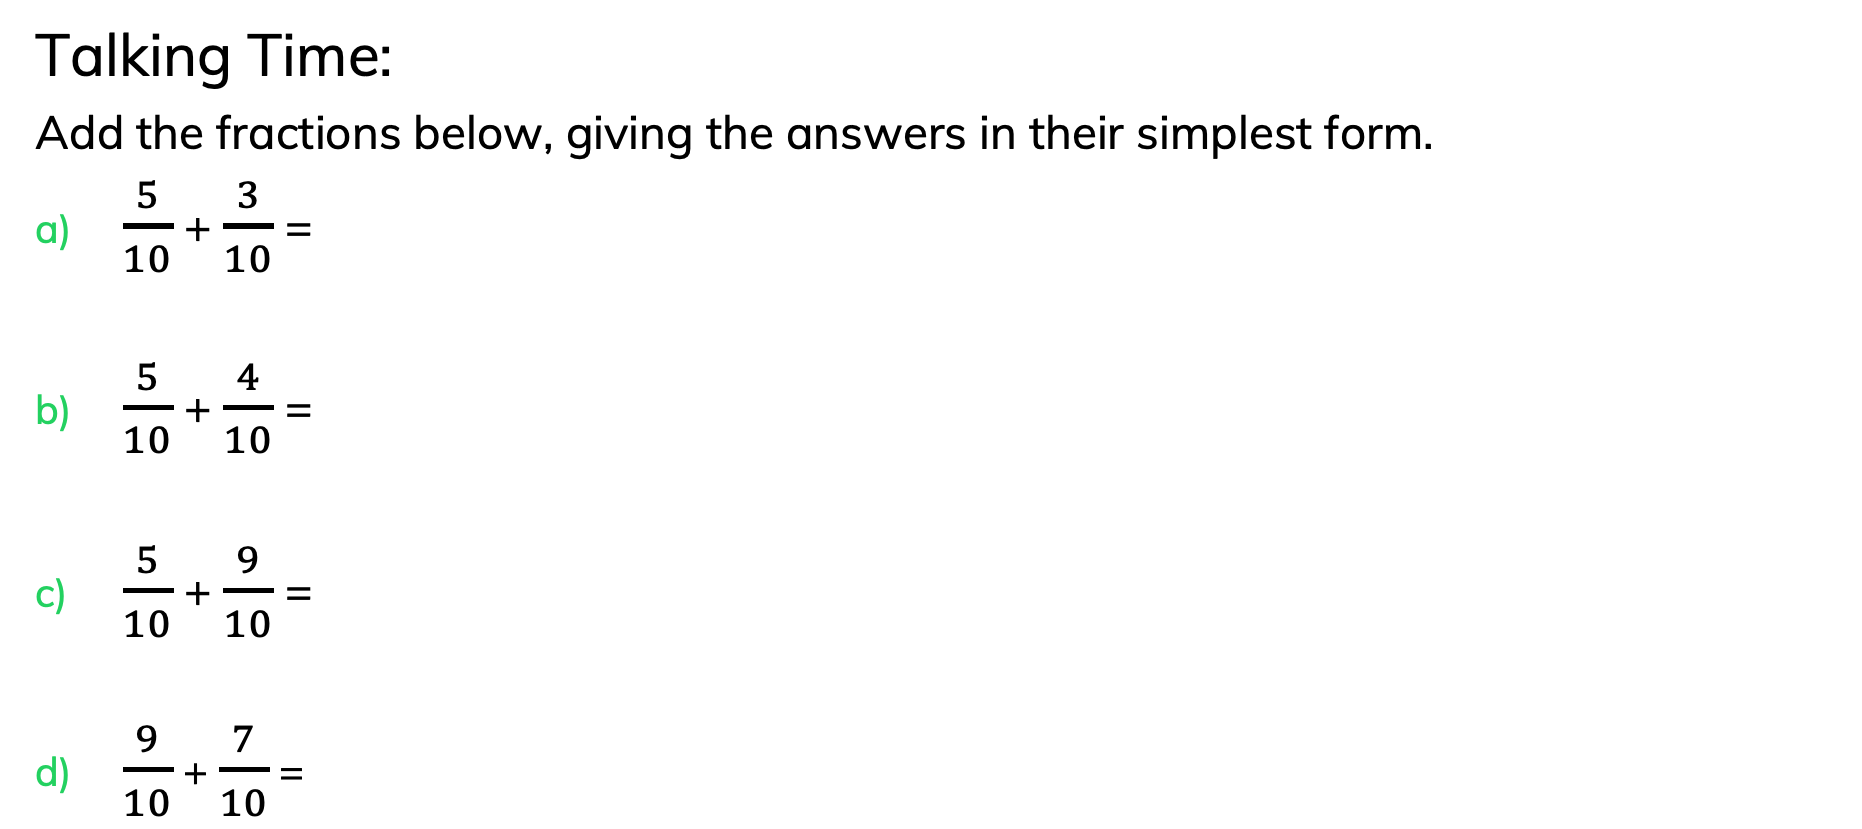 Talking Time:
Add the fractions below, giving the answers in their simplest form.
a) 5/10 + 3/10 =
b) 5/10 + 4/10 =
c) 5/10 + 9/10 =
d) 9/10 + 7/10 =